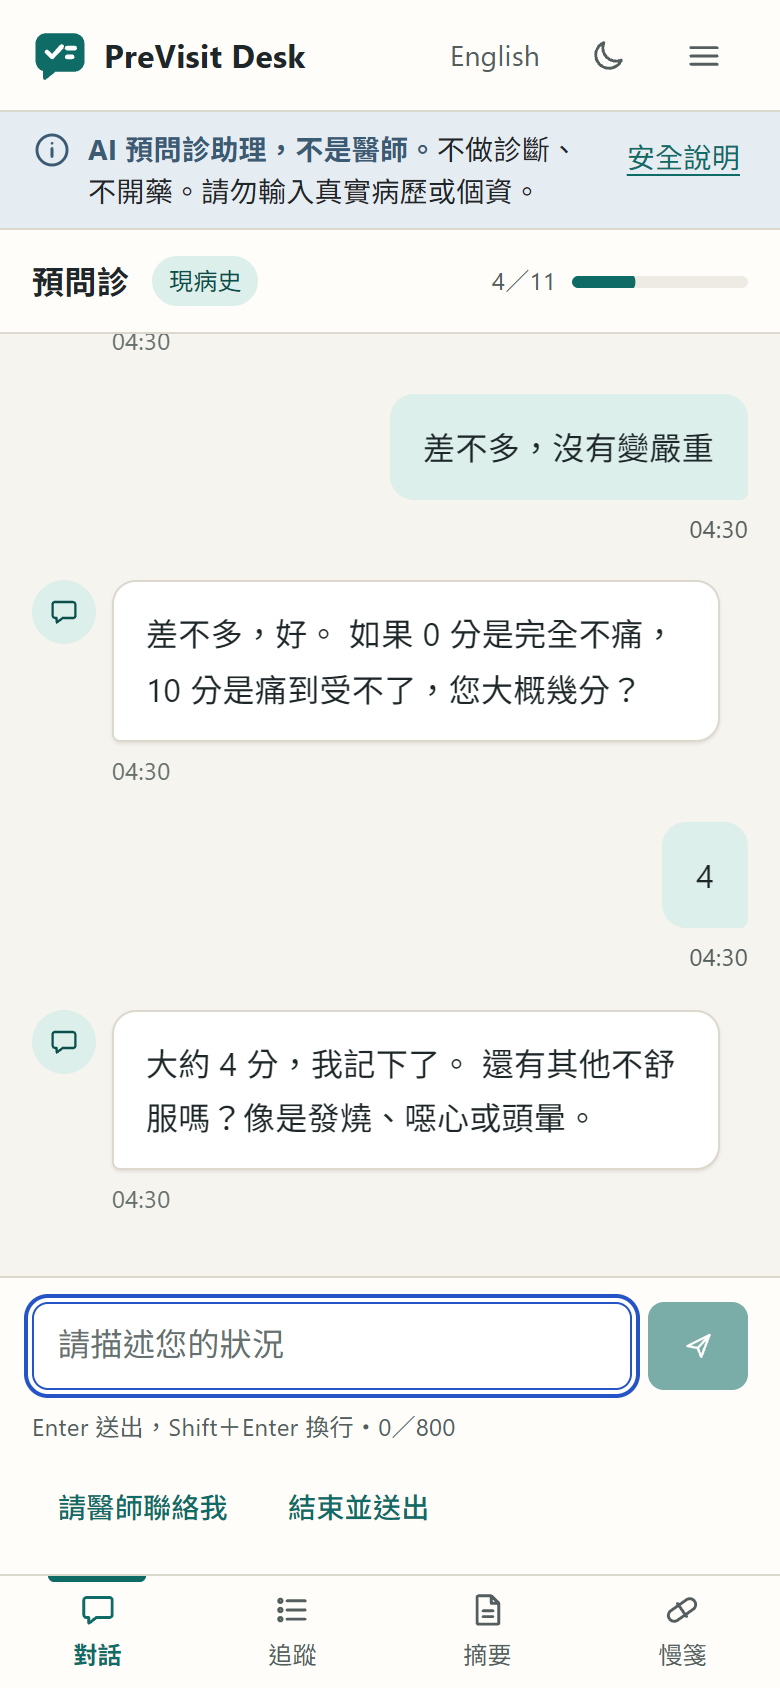 PreVisit Desk
English
AI 預問診助理，不是醫師。不做診斷、
不開藥。請勿輸入真實病歷或個資。
安全說明
預問診
現病史
4／11
04:30
差不多，沒有變嚴重
04:30
差不多，好。 如果 0 分是完全不痛，
10 分是痛到受不了，您大概幾分？
04:30
4
04:30
大約 4 分，我記下了。 還有其他不舒
服嗎？像是發燒、噁心或頭暈。
04:30
請描述您的狀況
Enter 送出，Shift＋Enter 換行・0／800
請醫師聯絡我
結束並送出
對話
追蹤
摘要
慢箋